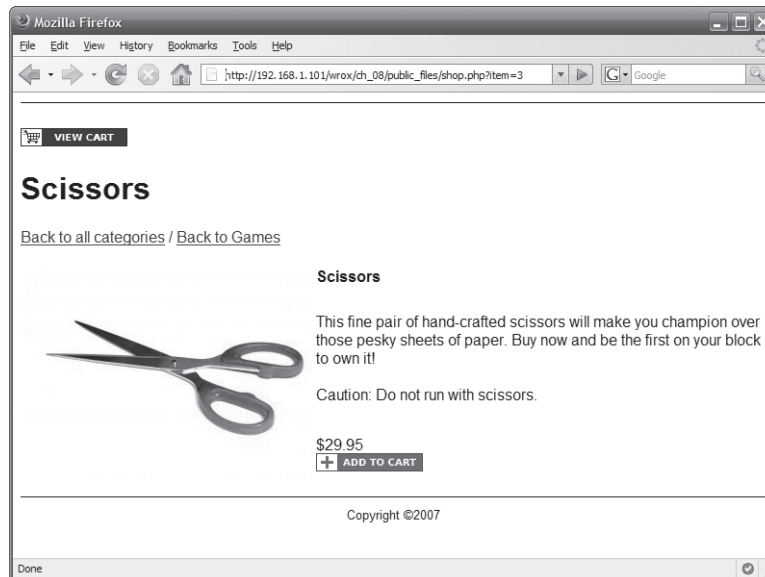 Mozilla Firefox
File Edit View History Bookmarks Tools Help
http://192.168.1.101/wrox/ch_08/public_files/shop.php?item=3
G Google
VIEW CART
Scissors
Back to all categories / Back to Games
Scissors
This fine pair of hand-crafted scissors will make you champion over
those pesky sheets of paper. Buy now and be the first on your block
to own it!
Caution: Do not run with scissors.
$29.95
ADD TO CART
Copyright ©2007
Done